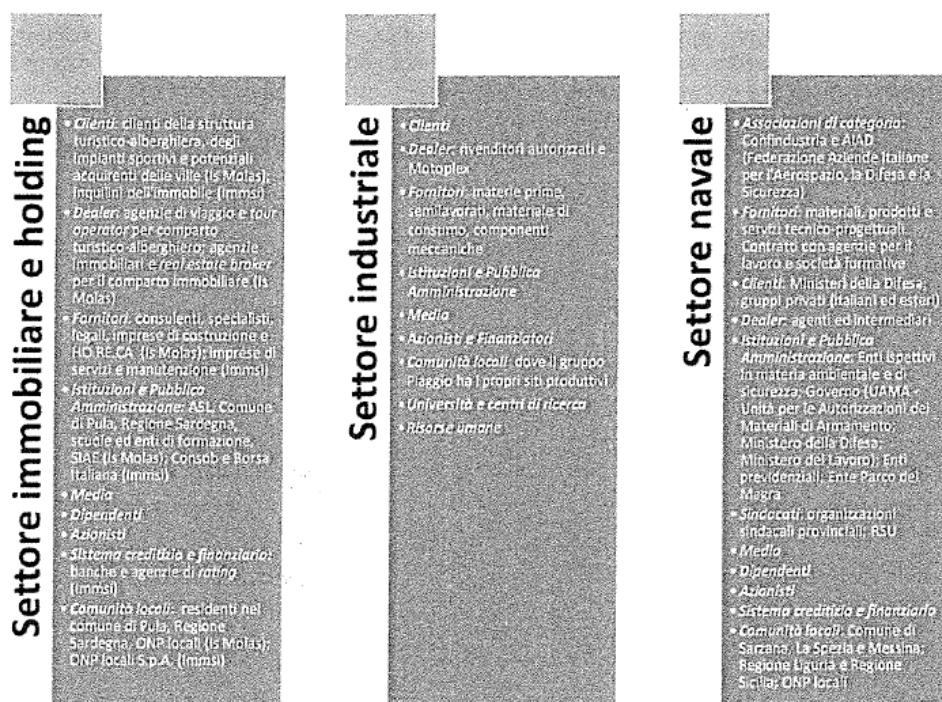 Settore immobiliare e holding
• Clienti: clienti della struttura
turistico-alberghiera, degli
impianti sportivi e potenziali
acquirenti delle ville (Is Molas);
inquilini dell'immobile (Immsi)
• Dealer: agenzie di viaggio e tour
operator per comparto
turistico-alberghiero; agenzie
immobiliari e real estate broker
per il comparto immobiliare (Is
Molas)
• Fornitori: consulenti, specialisti,
legali, imprese di costruzione e
HO.RE.CA (Is Molas); imprese di
servizi e manutenzione (Immsi)
• Istituzioni e Pubblica
Amministrazione: ASL, Comune
di Pula, Regione Sardegna,
scuole ed enti di formazione,
SIAE (Is Molas); Consob e Borsa
Italiana (Immsi)
• Media
• Dipendenti
• Azionisti
• Sistema creditizio e finanziario:
banche e agenzie di rating
(Immsi)
• Comunità locali: residenti nel
comune di Pula, Regione
Sardegna, ONP locali (Is Molas);
ONP locali S.p.A. (Immsi)
Settore industriale
• Clienti
• Dealer: rivenditori autorizzati e
Motoplex
• Fornitori: materie prime,
semilavorati, materiale di
consumo, componenti
meccaniche
• Istituzioni e Pubblica
Amministrazione
• Media
• Azionisti e Finanziatori
• Comunità locali: dove il gruppo
Piaggio ha i propri siti produttivi
• Università e centri di ricerca
• Risorse umane
Settore navale
• Associazioni di categoria:
Confindustria e AIAD
(Federazione Aziende Italiane
per l'Aerospazio, la Difesa e la
Sicurezza)
• Fornitori: materiali, prodotti e
servizi tecnico-progettuali.
Contratto con agenzie per il
lavoro e società formative
• Clienti: Ministeri della Difesa,
gruppi privati (italiani ed esteri)
• Dealer: agenti ed intermediari
• Istituzioni e Pubblica
Amministrazione: Enti ispettivi
in materia ambientale e di
sicurezza; Governo (UAMA -
Unità per le Autorizzazioni dei
Materiali di Armamento;
Ministero della Difesa;
Ministero del Lavoro); Enti
previdenziali; Ente Parco del
Magra
• Sindacati: organizzazioni
sindacali provinciali; RSU
• Media
• Dipendenti
• Azionisti
• Sistema creditizio e finanziario
• Comunità locali: Comune di
Sarzana, La Spezia e Messina;
Regione Liguria e Regione
Sicilia; ONP locali